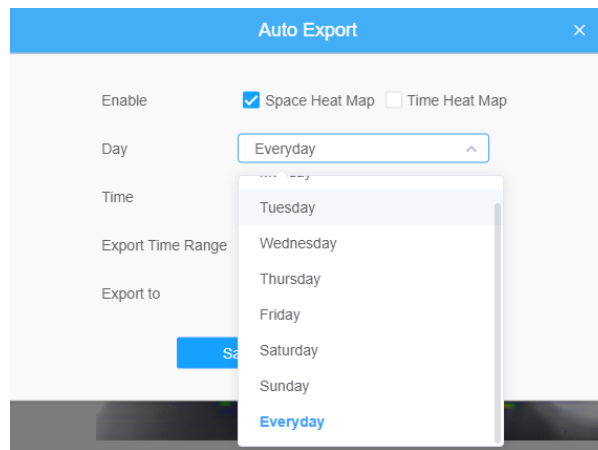 Auto Export
Enable Space Heat Map Time Heat Map
Day Everyday
Time
Tuesday
Export Time Range
Wednesday
Thursday
Export to
Friday
Saturday
Sunday
Everyday